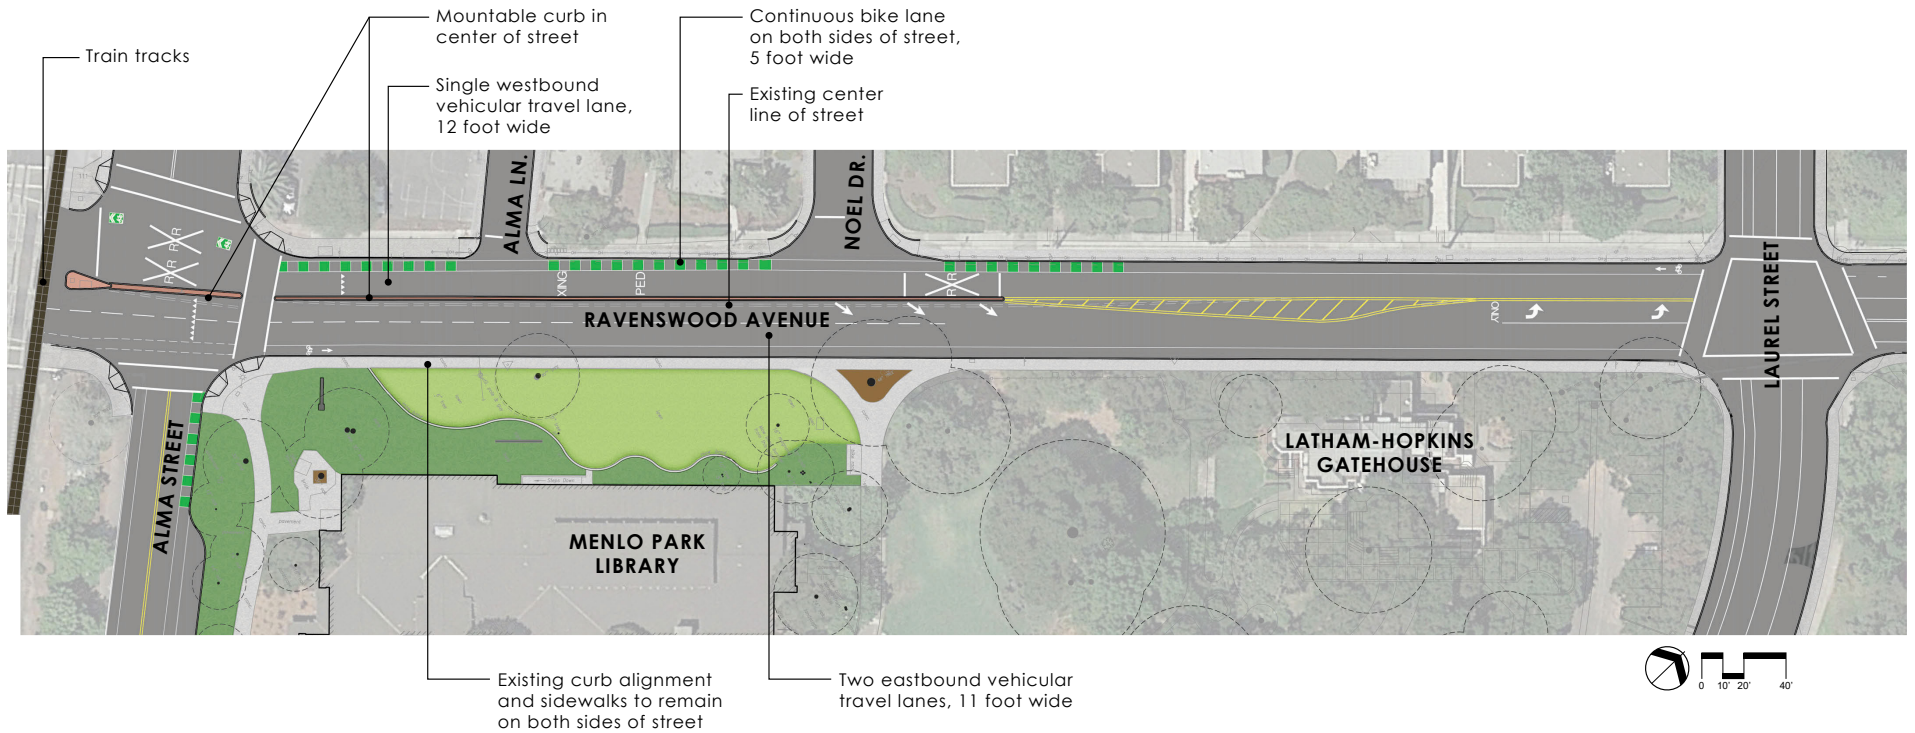 Mountable curb in
center of street
Continuous bike lane
on both sides of street,
5 foot wide
Train tracks
Single westbound
vehicular travel lane,
12 foot wide
Existing center
line of street
ALMA LN.
NOEL DR.
LAUREL STREET
RXR RXR
XING
PED
RXR
ONLY
RAVENSWOOD AVENUE
ALMA STREET
LATHAM-HOPKINS
GATEHOUSE
MENLO PARK
LIBRARY
Existing curb alignment
and sidewalks to remain
on both sides of street
Two eastbound vehicular
travel lanes, 11 foot wide
0 10' 20' 40'